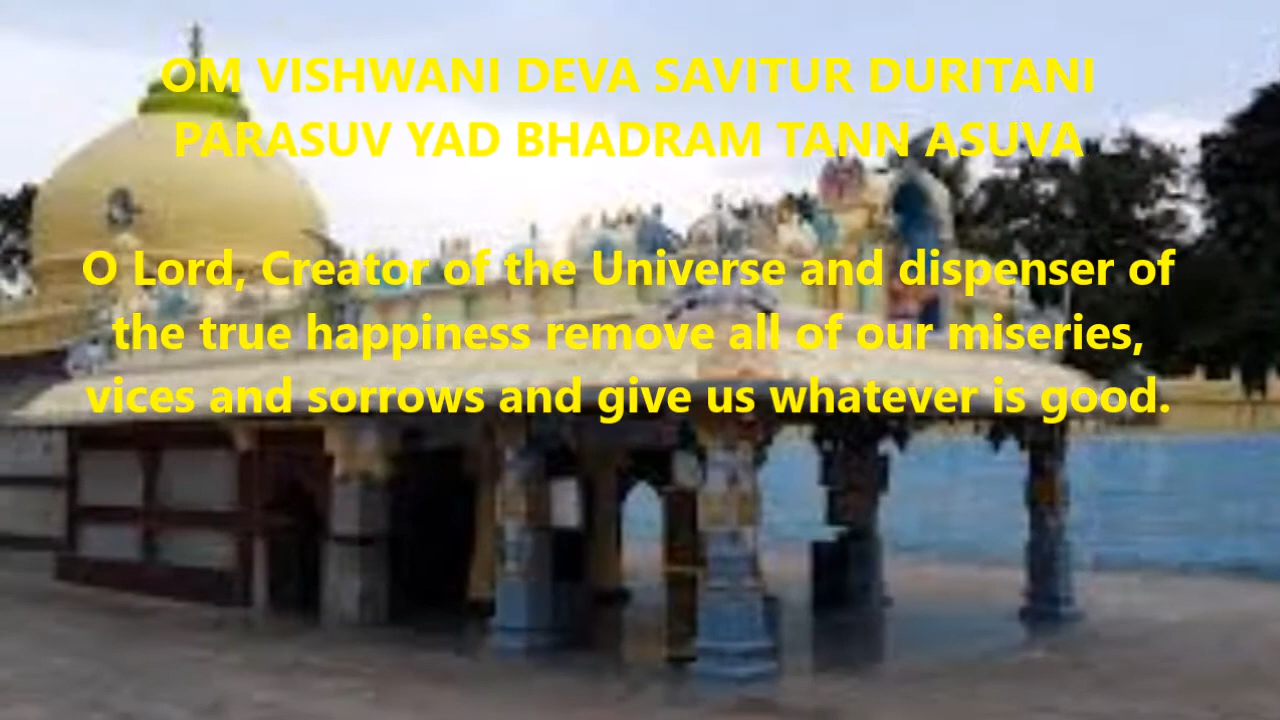 OM VISHWANI DEVA SAVITUR DURITANI
PARASUV YAD BHADRAM TANN ASUVA
O Lord, Creator of the Universe and dispenser of
the true happiness remove all of our miseries,
vices and sorrows and give us whatever is good.